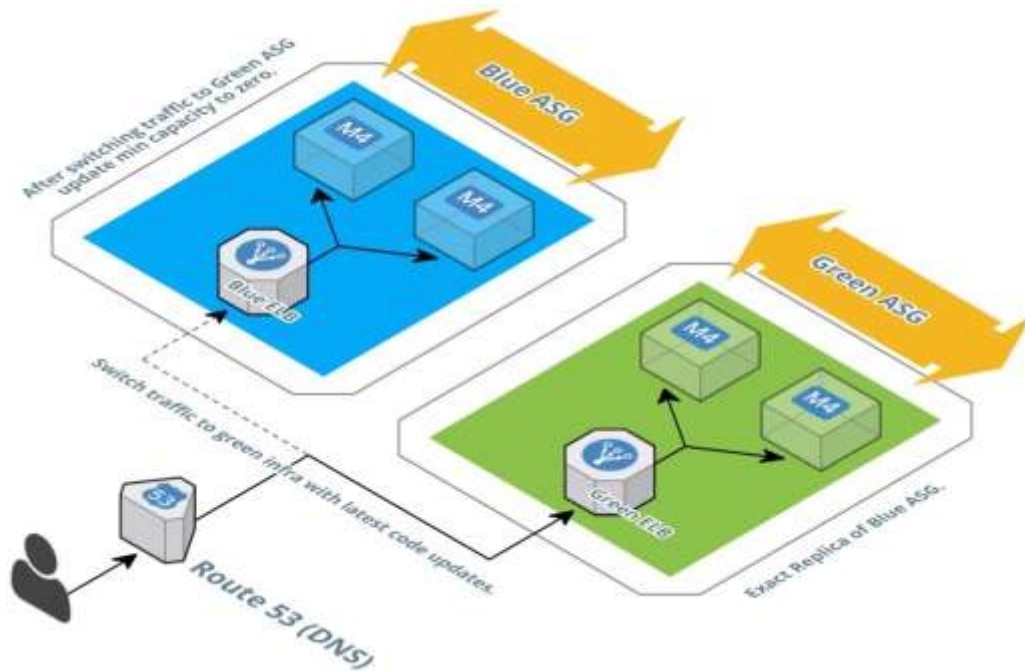 After switching traffic to Green ASG
update min capacity to zero.
Blue ASG
M4
M4
Blue ELB
Green ASG
M4
M4
Green ELB
Exact Replica of Blue ASG.
Switch traffic to green infra with latest code updates.
53
Route 53 (DNS)